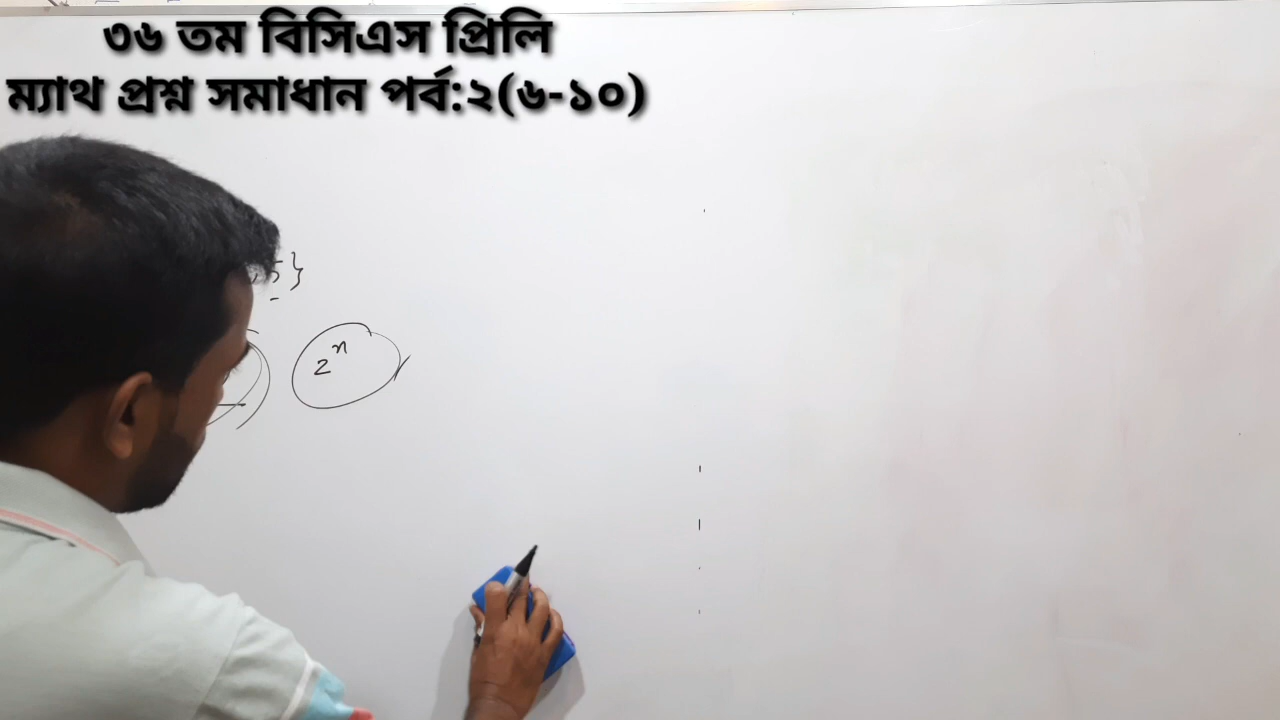 ৩৬ তম বিসিএস প্রিলি
ম্যাথ প্রশ্ন সমাধান পর্ব:২(৬-১০)
}
2ⁿ